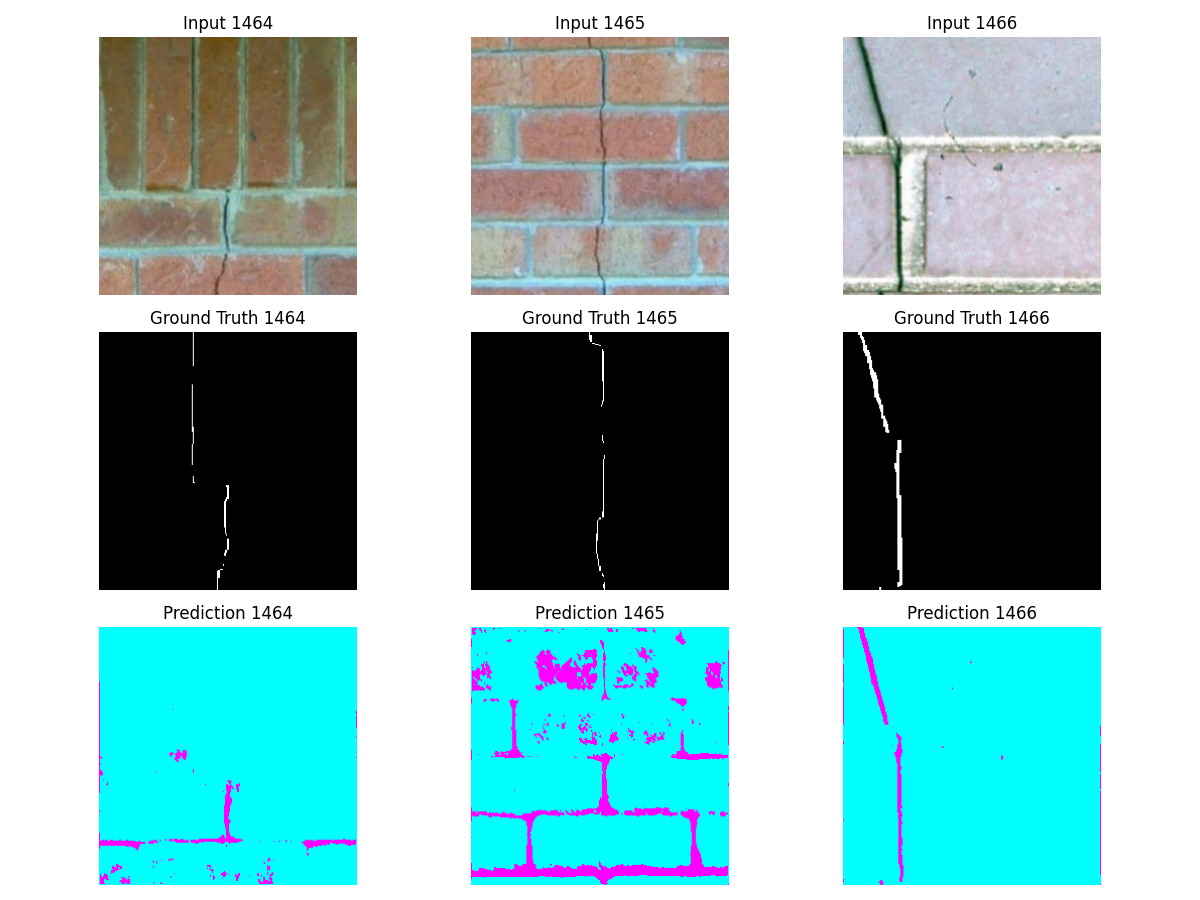 Input 1464
Input 1465
Input 1466
Ground Truth 1464
Ground Truth 1465
Ground Truth 1466
Prediction 1464
Prediction 1465
Prediction 1466